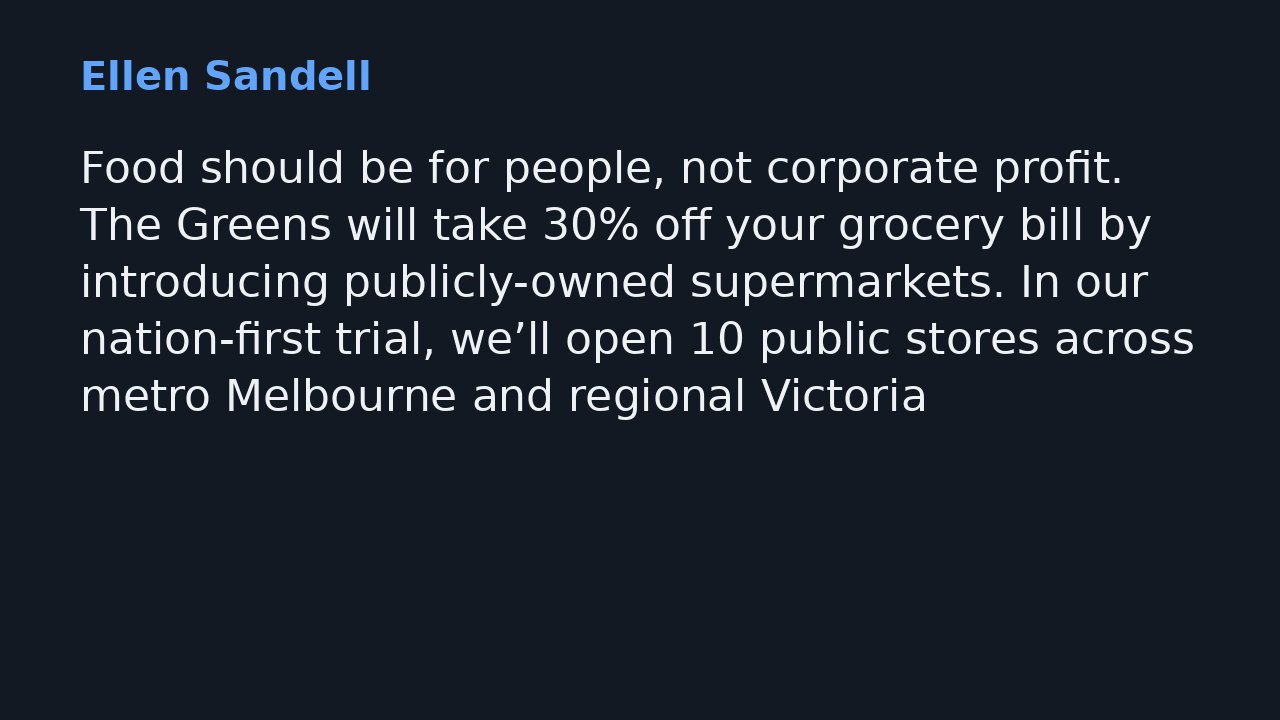 Ellen Sandell
Food should be for people, not corporate profit.
The Greens will take 30% off your grocery bill by
introducing publicly-owned supermarkets. In our
nation-first trial, we’ll open 10 public stores across
metro Melbourne and regional Victoria